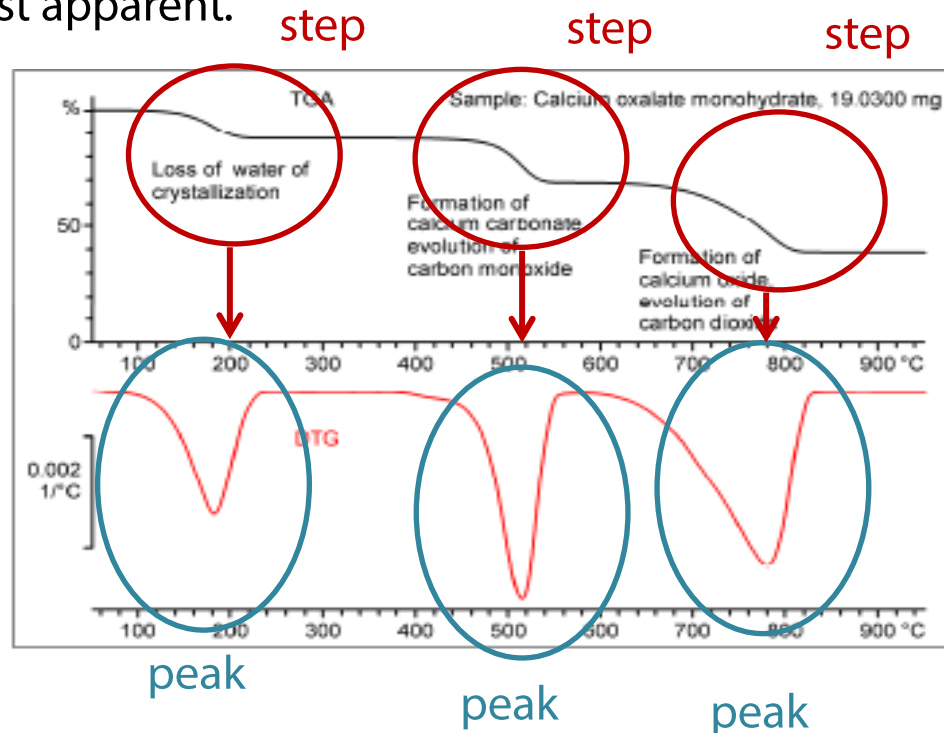 st apparent.
step
step
step
%
TGA
Sample: Calcium oxalate monohydrate, 19.0300 mg
Loss of water of
crystallization
50
Formation of
calcium carbonate
evolution of
carbon monoxide
Formation of
calcium oxide,
evolution of
carbon dioxide
0
100 200 300 400 500 600 700 800 900 °C
DTG
0.002
1/°C
100 200 300 400 500 600 700 800 900 °C
peak
peak
peak